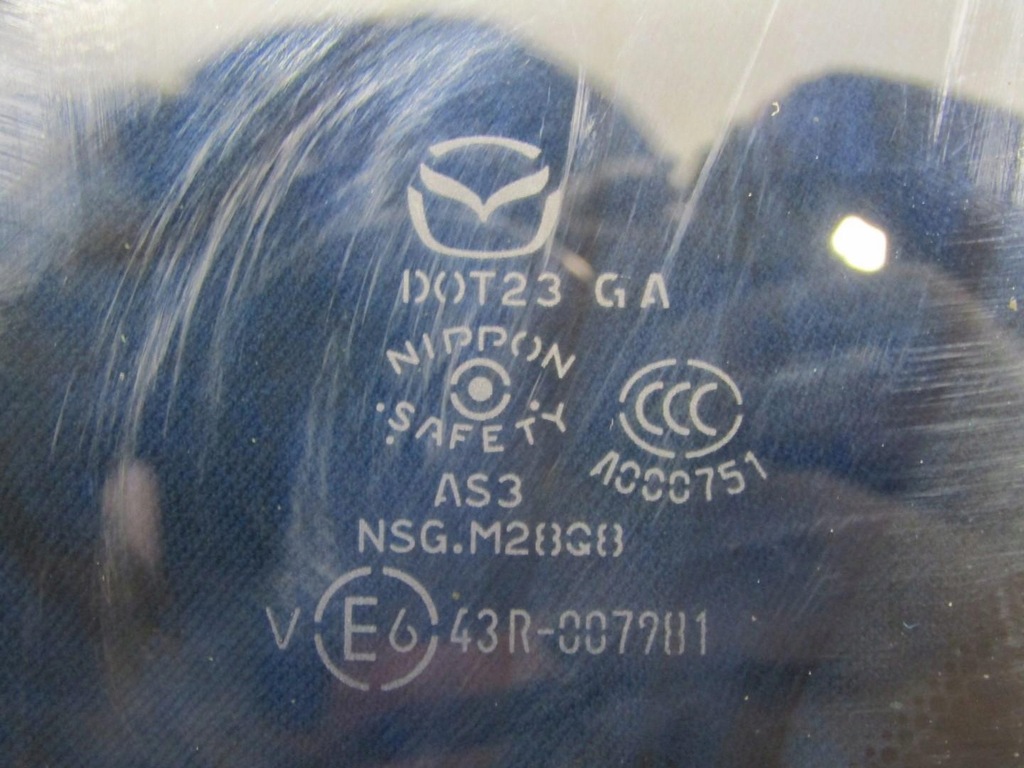 DOT23 GA
NIPPON
SAFETY
CCC
A000751
AS3
NSG.M28G8
V E6 43R-007981